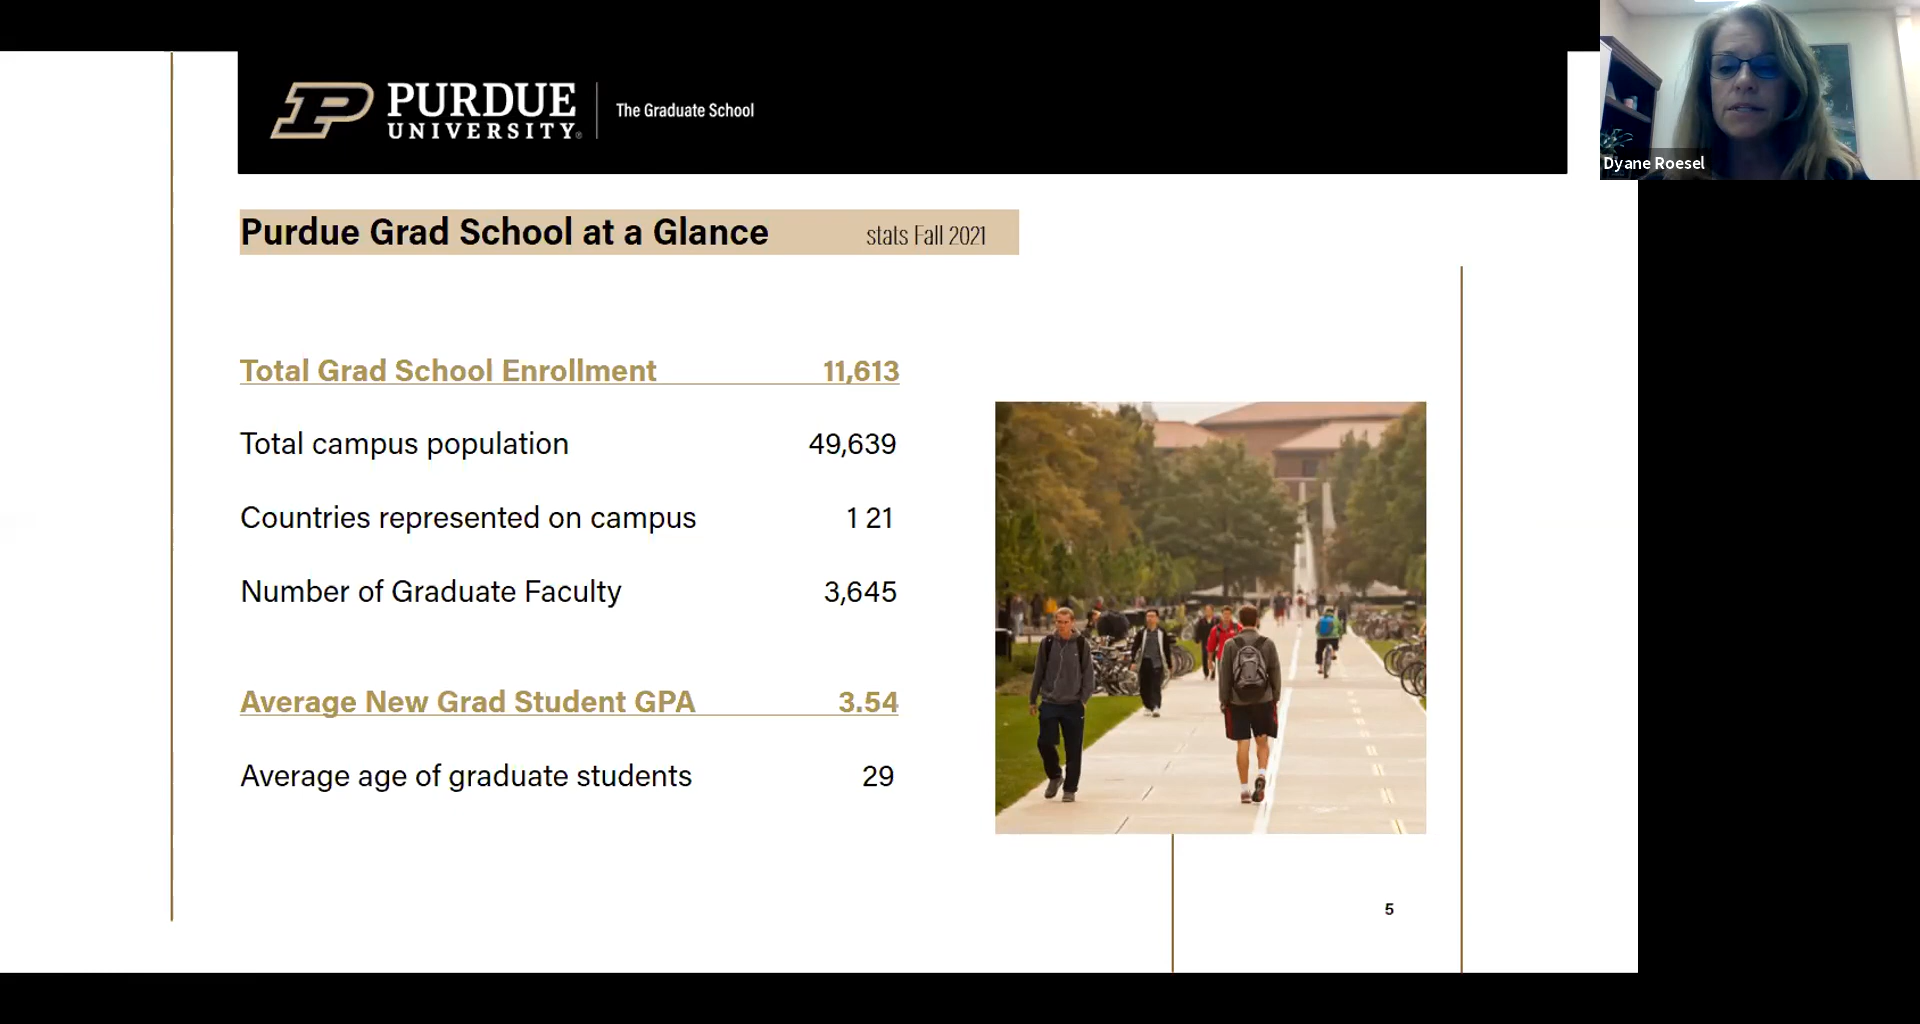 PURDUE
UNIVERSITY®
The Graduate School
Dyane Roesel
Purdue Grad School at a Glance stats Fall 2021
Total Grad School Enrollment 11,613
Total campus population 49,639
Countries represented on campus 1 21
Number of Graduate Faculty 3,645
Average New Grad Student GPA 3.54
Average age of graduate students 29
5